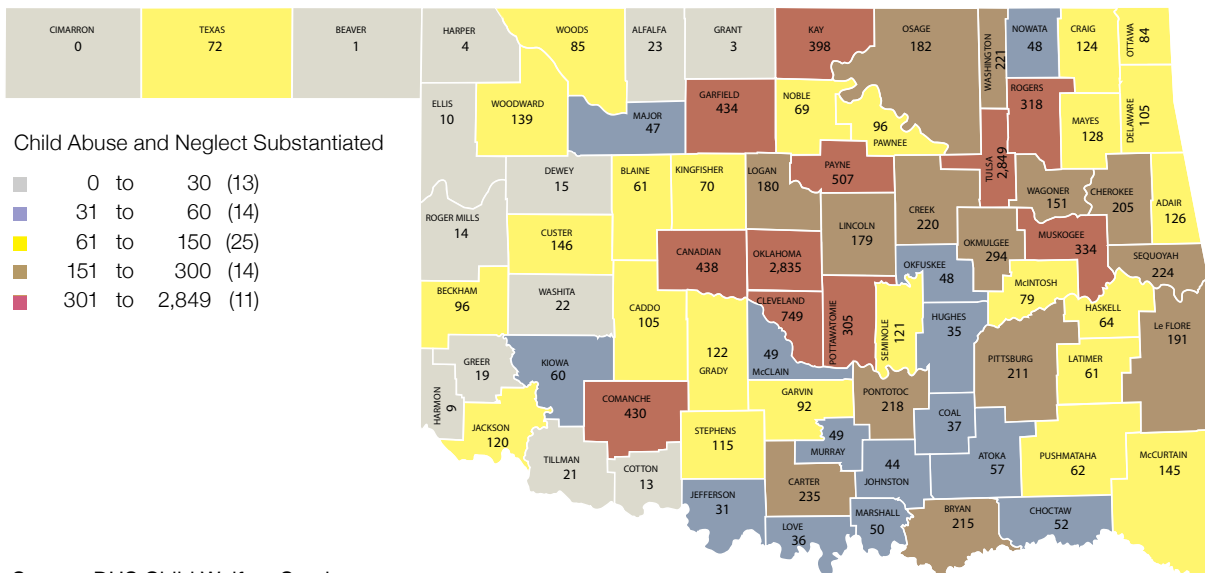 CIMARRON
0
TEXAS
72
BEAVER
1
HARPER
4
WOODS
85
ALFALFA
23
GRANT
3
KAY
398
OSAGE
182
WASHINGTON
221
NOWATA
48
CRAIG
124
OTTAWA
84
ELLIS
10
WOODWARD
139
MAJOR
47
GARFIELD
434
NOBLE
69
96
PAWNEE
ROGERS
318
MAYES
128
DELAWARE
105
Child Abuse and Neglect Substantiated
0 to 30 (13)
31 to 60 (14)
61 to 150 (25)
151 to 300 (14)
301 to 2,849 (11)
DEWEY
15
BLAINE
61
KINGFISHER
70
LOGAN
180
PAYNE
507
TULSA
2,849
WAGONER
151
CHEROKEE
205
ADAIR
126
ROGER MILLS
14
CUSTER
146
CANADIAN
438
OKLAHOMA
2,835
LINCOLN
179
CREEK
220
OKMULGEE
294
MUSKOGEE
334
SEQUOYAH
224
BECKHAM
96
WASHITA
22
CADDO
105
CLEVELAND
749
POTTAWATOMIE
305
SEMINOLE
121
OKFUSKEE
48
McINTOSH
79
HASKELL
64
Le FLORE
191
GREER
19
KIOWA
60
122
GRADY
49
McCLAIN
HUGHES
35
PITTSBURG
211
LATIMER
61
HARMON
9
JACKSON
120
COMANCHE
430
GARVIN
92
PONTOTOC
218
COAL
37
TILLMAN
21
COTTON
13
STEPHENS
115
49
MURRAY
44
JOHNSTON
ATOKA
57
PUSHMATAHA
62
McCURTAIN
145
JEFFERSON
31
CARTER
235
LOVE
36
MARSHALL
50
BRYAN
215
CHOCTAW
52